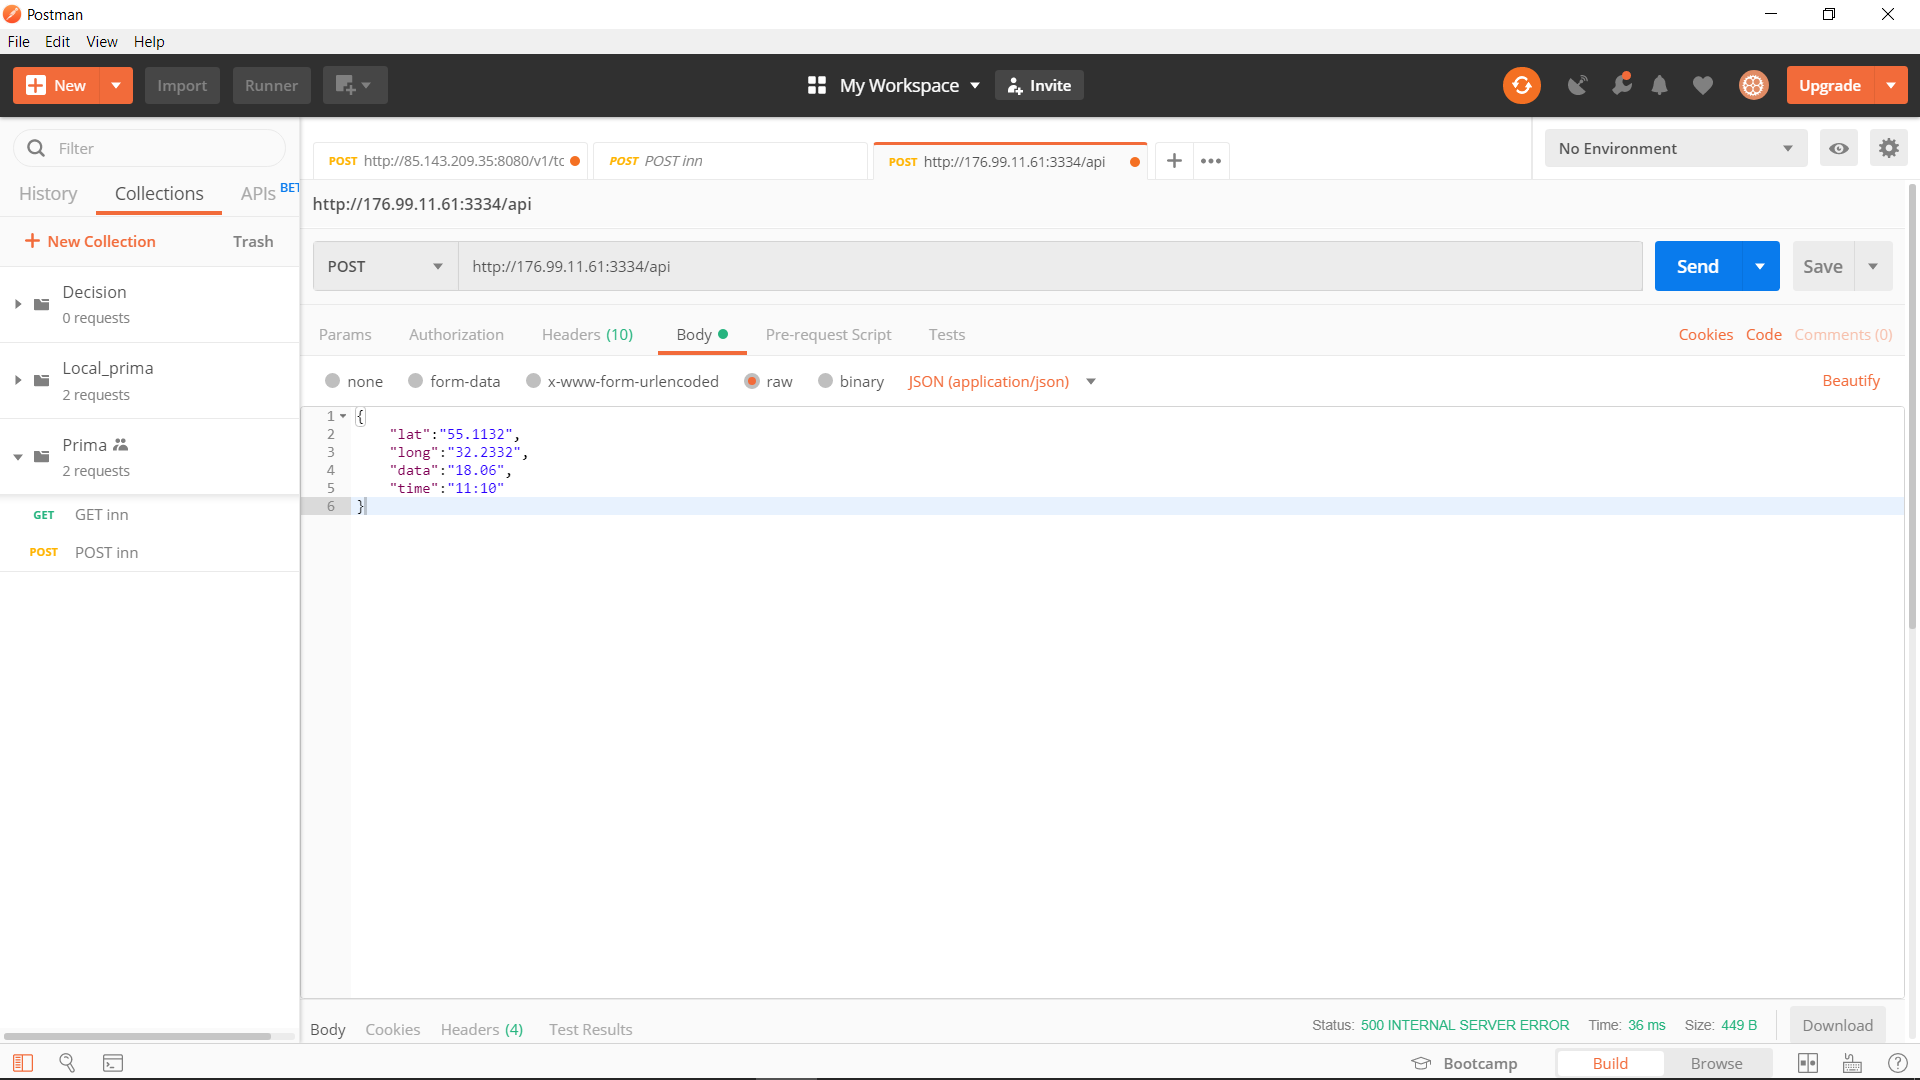 Postman
File Edit View Help
New Import Runner My Workspace Invite Upgrade
Filter
History Collections APIs BET
New Collection Trash
Decision
0 requests
Local_prima
2 requests
Prima
2 requests
GET GET inn
POST POST inn
POST http://85.143.209.35:8080/v1/tc POST POST inn POST http://176.99.11.61:3334/api
No Environment
http://176.99.11.61:3334/api
POST http://176.99.11.61:3334/api Send Save
Params Authorization Headers (10) Body Pre-request Script Tests Cookies Code Comments (0)
none form-data x-www-form-urlencoded raw binary JSON (application/json) Beautify
1 {
2 "lat":"55.1132",
3 "long":"32.2332",
4 "data":"18.06",
5 "time":"11:10"
6 }
Body Cookies Headers (4) Test Results Status: 500 INTERNAL SERVER ERROR Time: 36 ms Size: 449 B Download
Bootcamp Build Browse